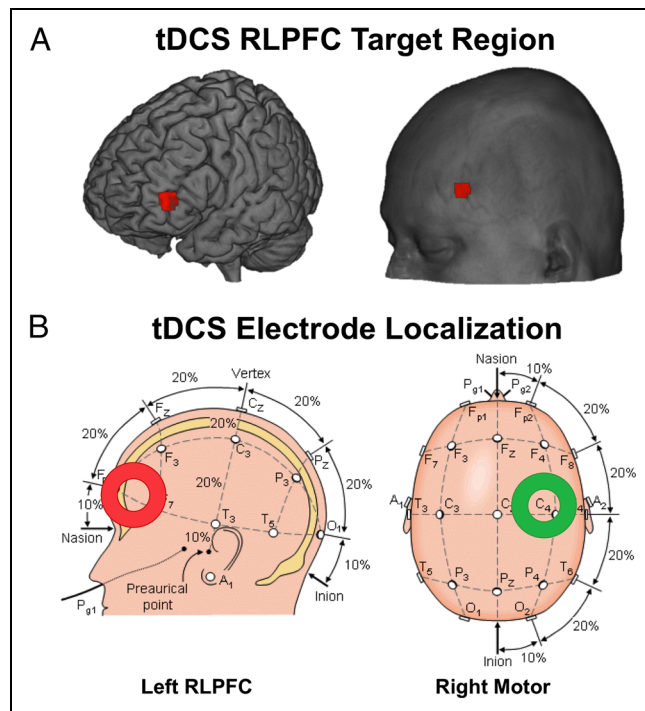 A
tDCS RLPFC Target Region
B
tDCS Electrode Localization
Vertex
20%
Cz
20%
Fz
20%
20%
F3
C3
Pz
20%
P3
20%
20%
10%
Nasion
T3
T5
O1
10%
A1
10%
Preaurical
point
Inion
Pg1
Left RLPFC
Nasion
10%
Pg1
Pg2
Fp1
Fp2
20%
F7
F3
Fz
F4
F8
20%
A1
T3
C3
C4
A2
20%
T5
P3
Pz
P4
T6
O1
O2
20%
Inion
10%
Right Motor